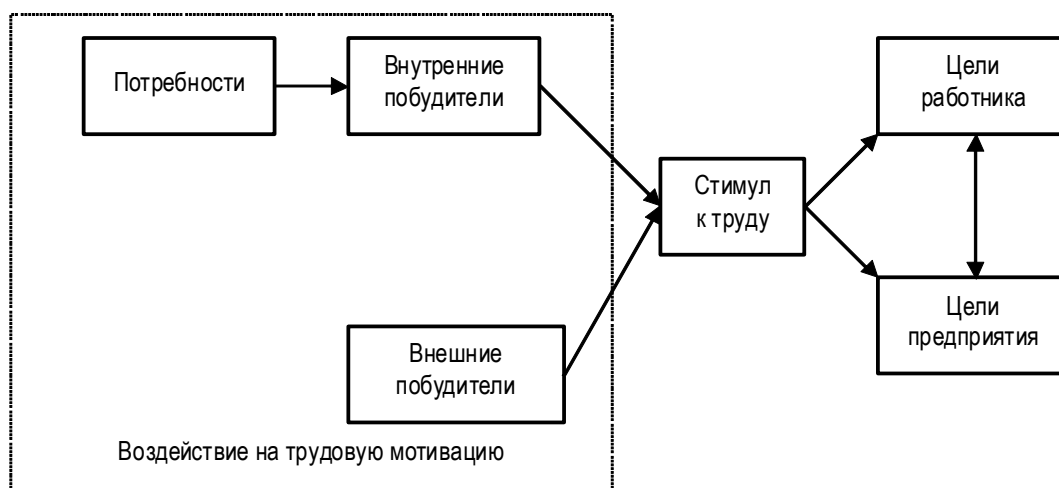 Потребности
Внутренние
побудители
Цели
работника
Стимул
к труду
Цели
предприятия
Внешние
побудители
Воздействие на трудовую мотивацию